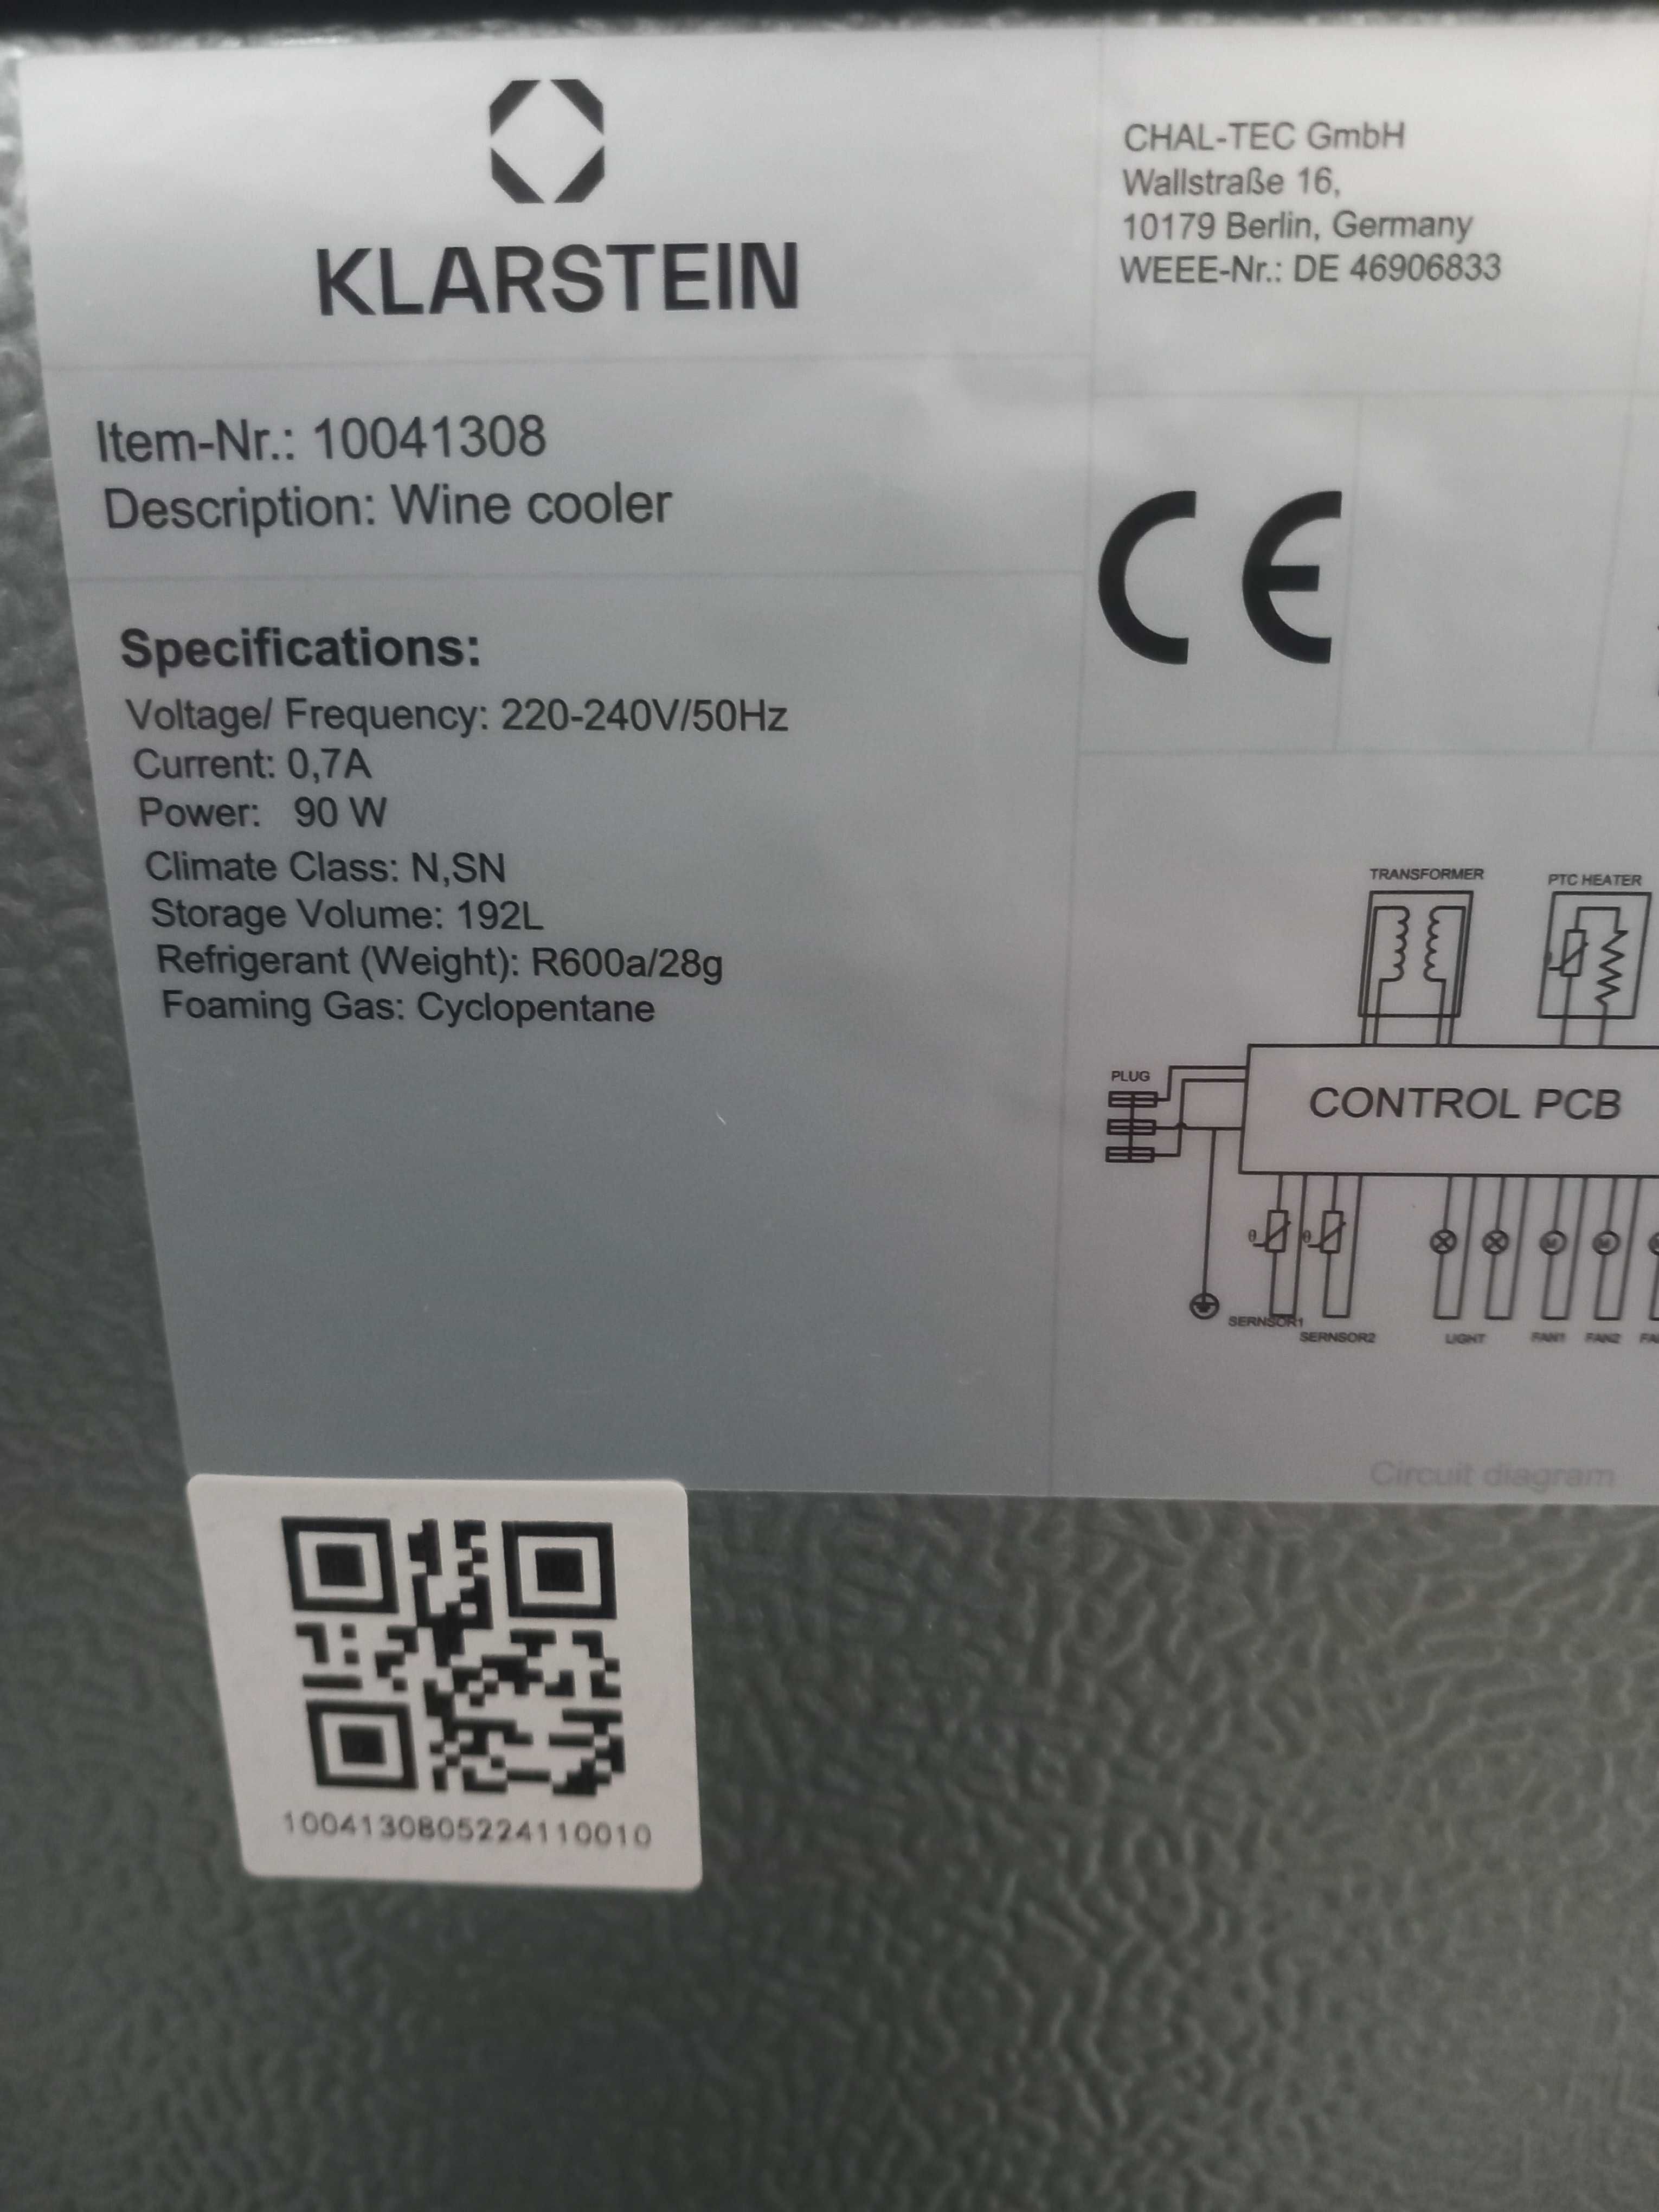 KLARSTEIN
CHAL-TEC GmbH
Wallstraße 16,
10179 Berlin, Germany
WEEE-Nr.: DE 46906833
Item-Nr.: 10041308
Description: Wine cooler
CE
Specifications:
Voltage/ Frequency: 220-240V/50Hz
Current: 0,7A
Power: 90 W
Climate Class: N,SN
Storage Volume: 192L
Refrigerant (Weight): R600a/28g
Foaming Gas: Cyclopentane
TRANSFORMER
PTC HEATER
PLUG
CONTROL PCB
θ
θ
SERNSOR1
SERNSOR2
LIGHT
FAN1
FAN2
Circuit diagram
1004130805224110010